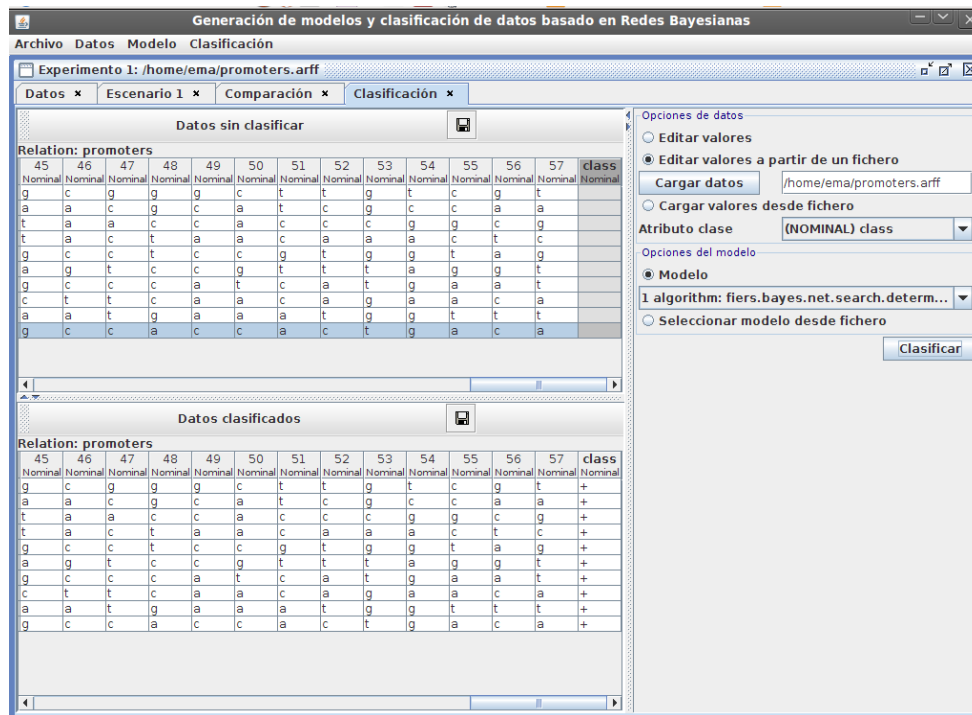 Generación de modelos y clasificación de datos basado en Redes Bayesianas
Archivo Datos Modelo Clasificación
Experimento 1: /home/ema/promoters.arff
Datos Escenario 1 Comparación Clasificación
Datos sin clasificar
Relation: promoters
45 46 47 48 49 50 51 52 53 54 55 56 57 class
Nominal Nominal Nominal Nominal Nominal Nominal Nominal Nominal Nominal Nominal Nominal Nominal Nominal Nominal
g c g g g c t t g t c g t
a a c g c a t c g c c a a
t a a c c a c c c g g c g
t a c t a a c a a a c t c
g c c t c c g t g g t a g
a g t c c g t t t a g g t
g c c c a t c a t g a a t
c t t c a a c a g a a c a
a a t g a a a t g g t t t
g c c a c c a c t g a c a
Datos clasificados
Relation: promoters
45 46 47 48 49 50 51 52 53 54 55 56 57 class
Nominal Nominal Nominal Nominal Nominal Nominal Nominal Nominal Nominal Nominal Nominal Nominal Nominal Nominal
g c g g g c t t g t c g t +
a a c g c a t c g c c a a +
t a a c c a c c c g g c g +
t a c t a a c a a a c t c +
g c c t c c g t g g t a g +
a g t c c g t t t a g g t +
g c c c a t c a t g a a t +
c t t c a a c a g a a c a +
a a t g a a a t g g t t t +
g c c a c c a c t g a c a +
Opciones de datos
Editar valores
Editar valores a partir de un fichero
Cargar datos /home/ema/promoters.arff
Cargar valores desde fichero
Atributo clase (NOMINAL) class
Opciones del modelo
Modelo
1 algorithm: fiers.bayes.net.search.determ...
Seleccionar modelo desde fichero
Clasificar